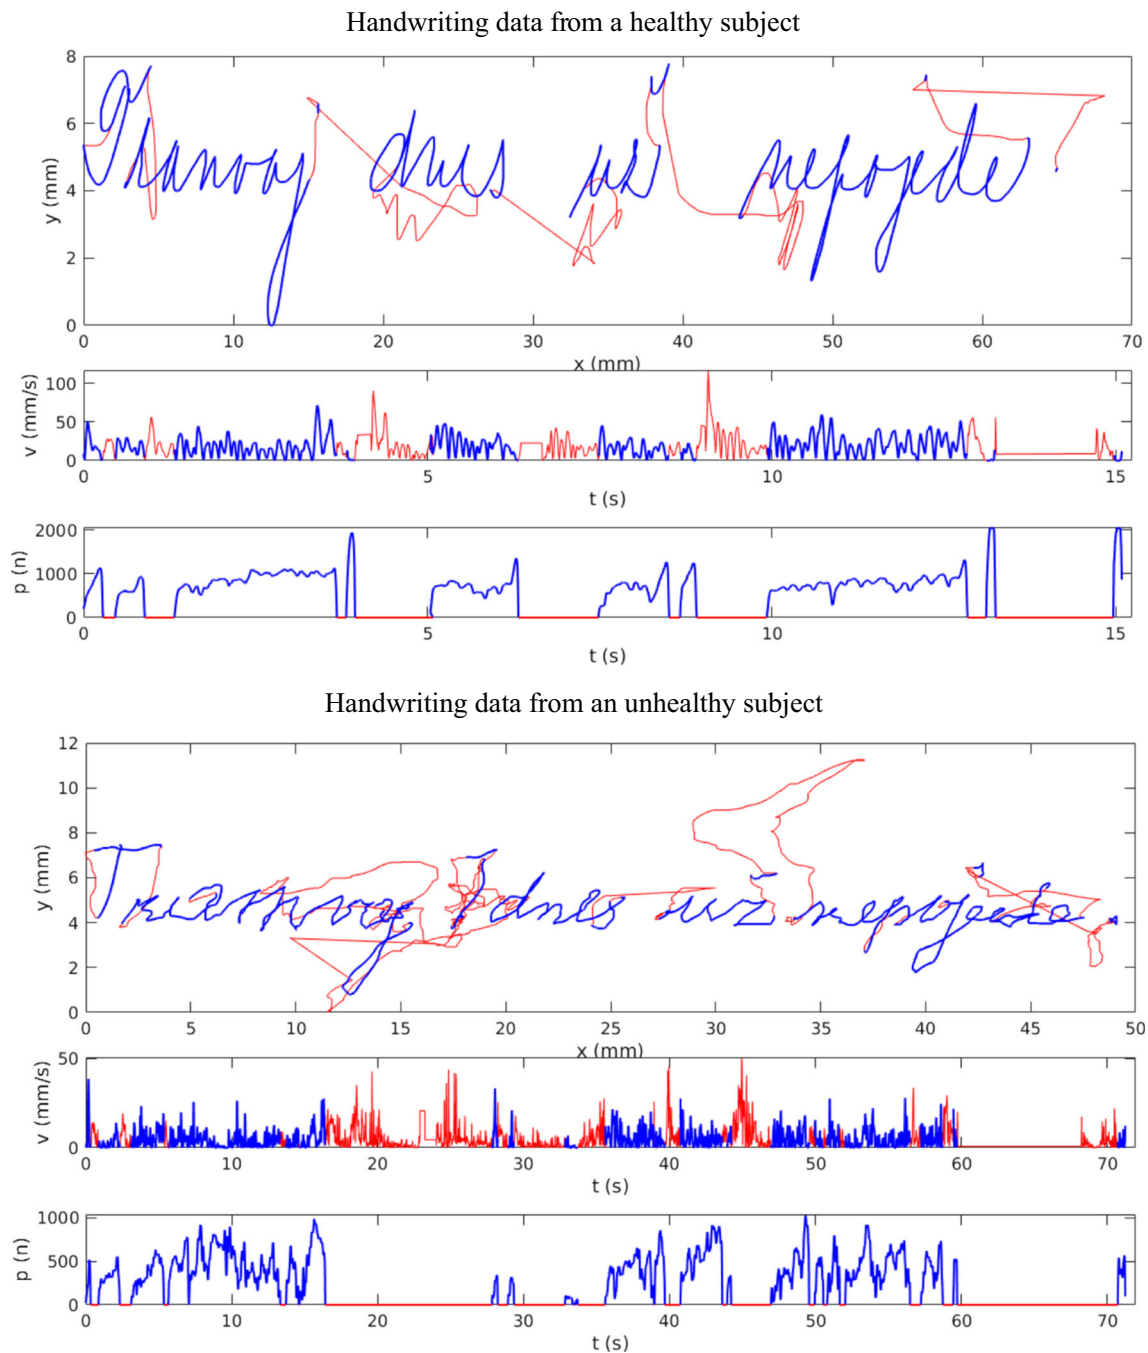 Handwriting data from a healthy subject
8
6
4
2
0
y (mm)
Tramvaj dnes už nepojede
0 10 20 30 40 50 60 70
x (mm)
100
50
0
v (mm/s)
0 5 10 15
t (s)
2000
1000
0
p (n)
0 5 10 15
t (s)
Handwriting data from an unhealthy subject
12
10
8
6
4
2
0
y (mm)
Tramvaj dnes už nepojede
0 5 10 15 20 25 30 35 40 45 50
x (mm)
50
0
v (mm/s)
0 10 20 30 40 50 60 70
t (s)
1000
500
0
p (n)
0 10 20 30 40 50 60 70
t (s)